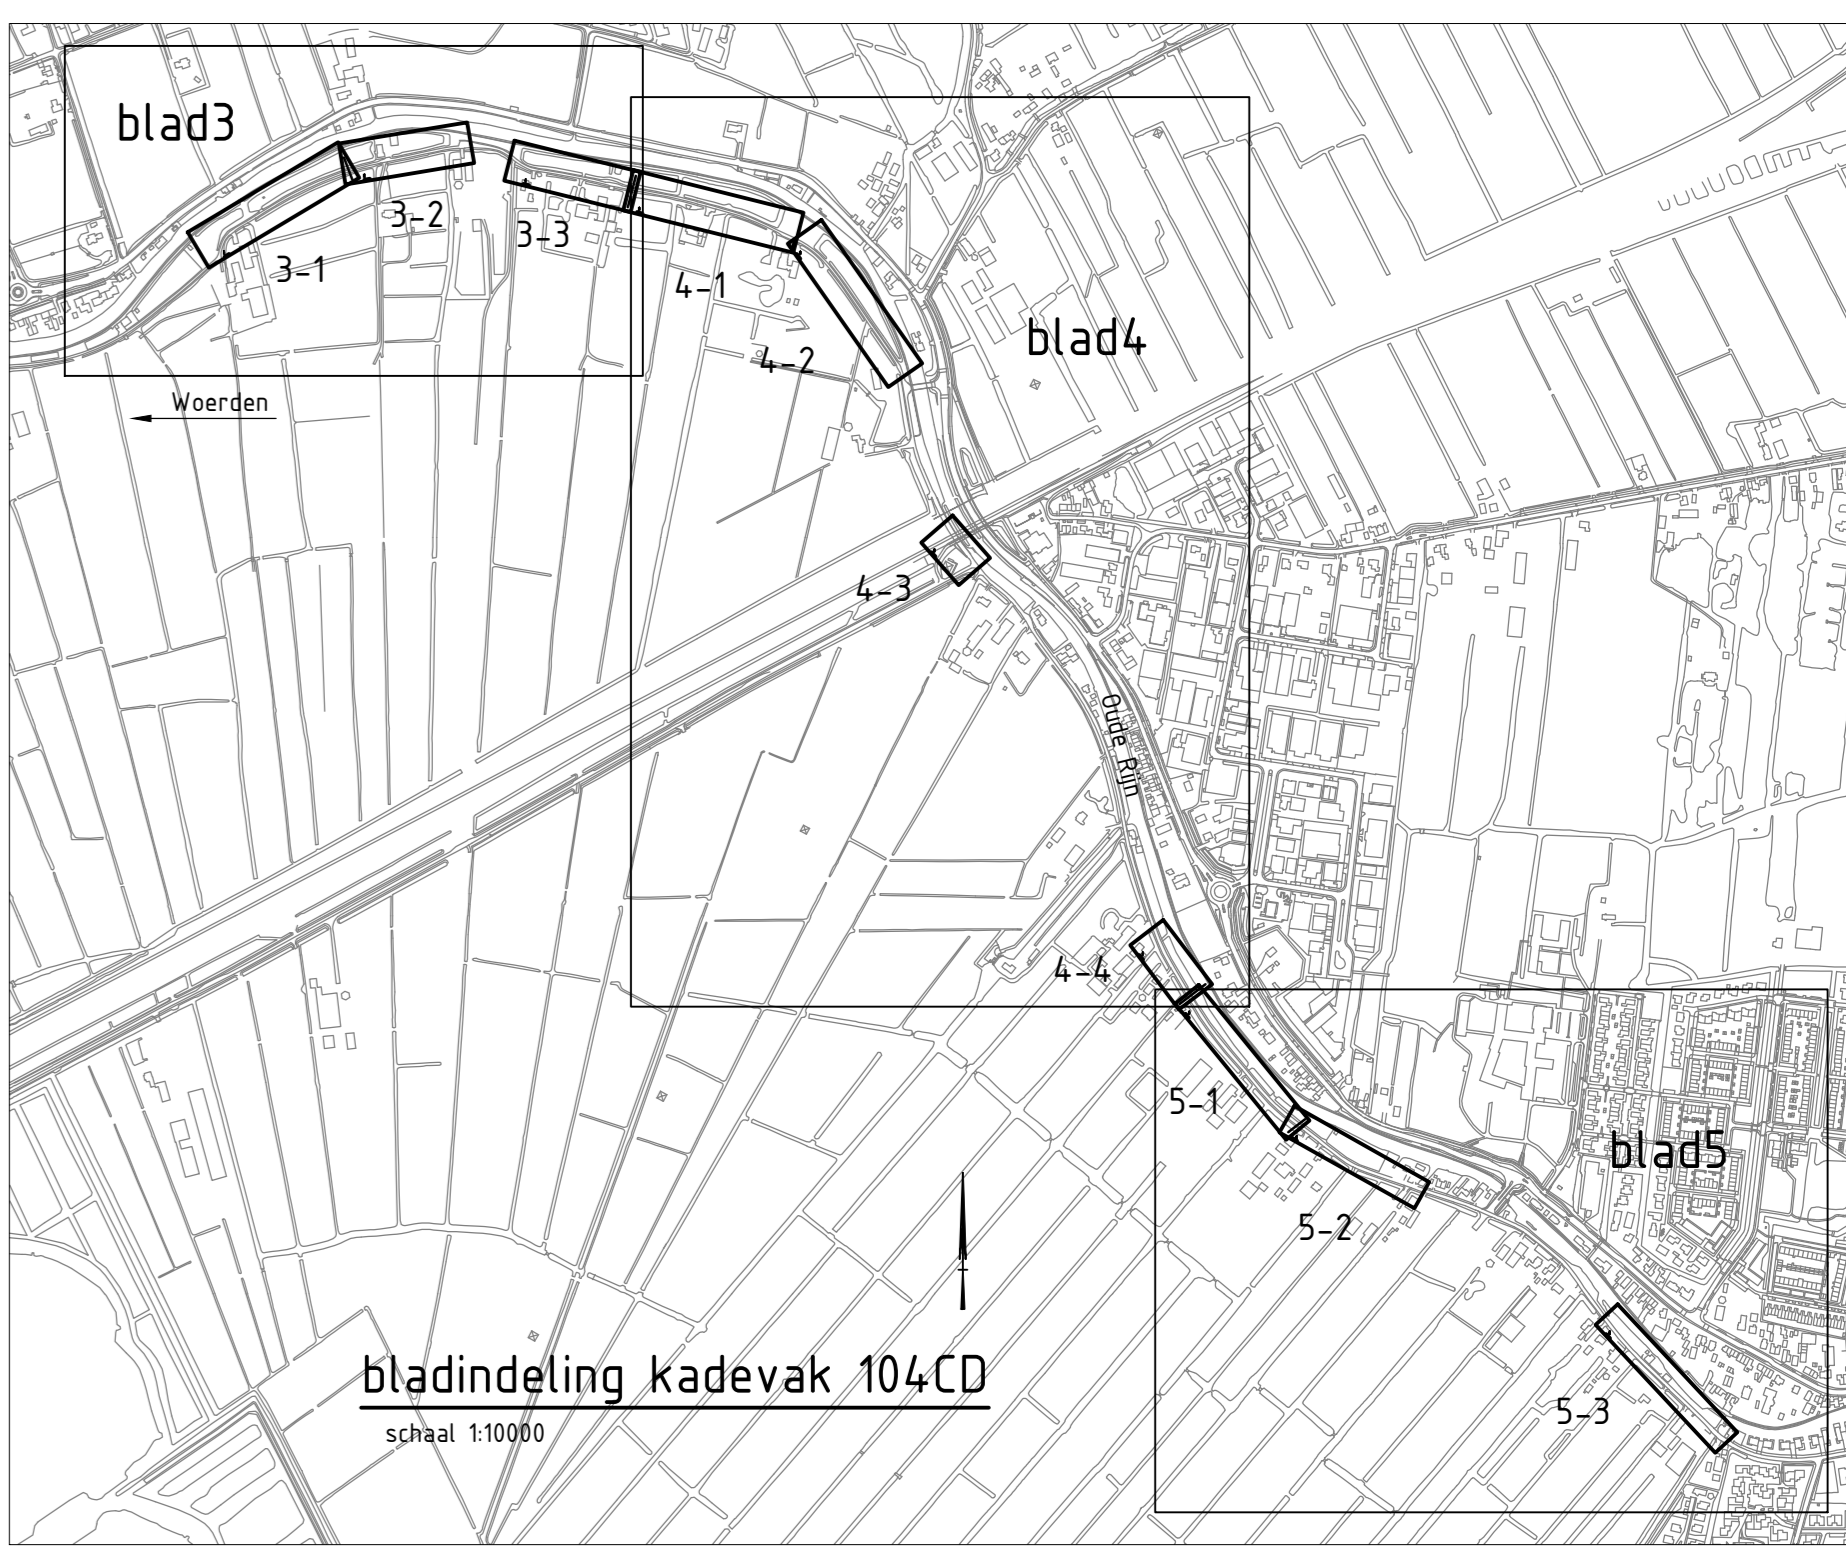 blad3
3-2
3-3
3-1
4-1
blad4
4-2
Woerden
4-3
Oude Rijn
4-4
5-1
blad5
5-2
bladindeling kadevak 104CD
5-3
schaal 1:10000